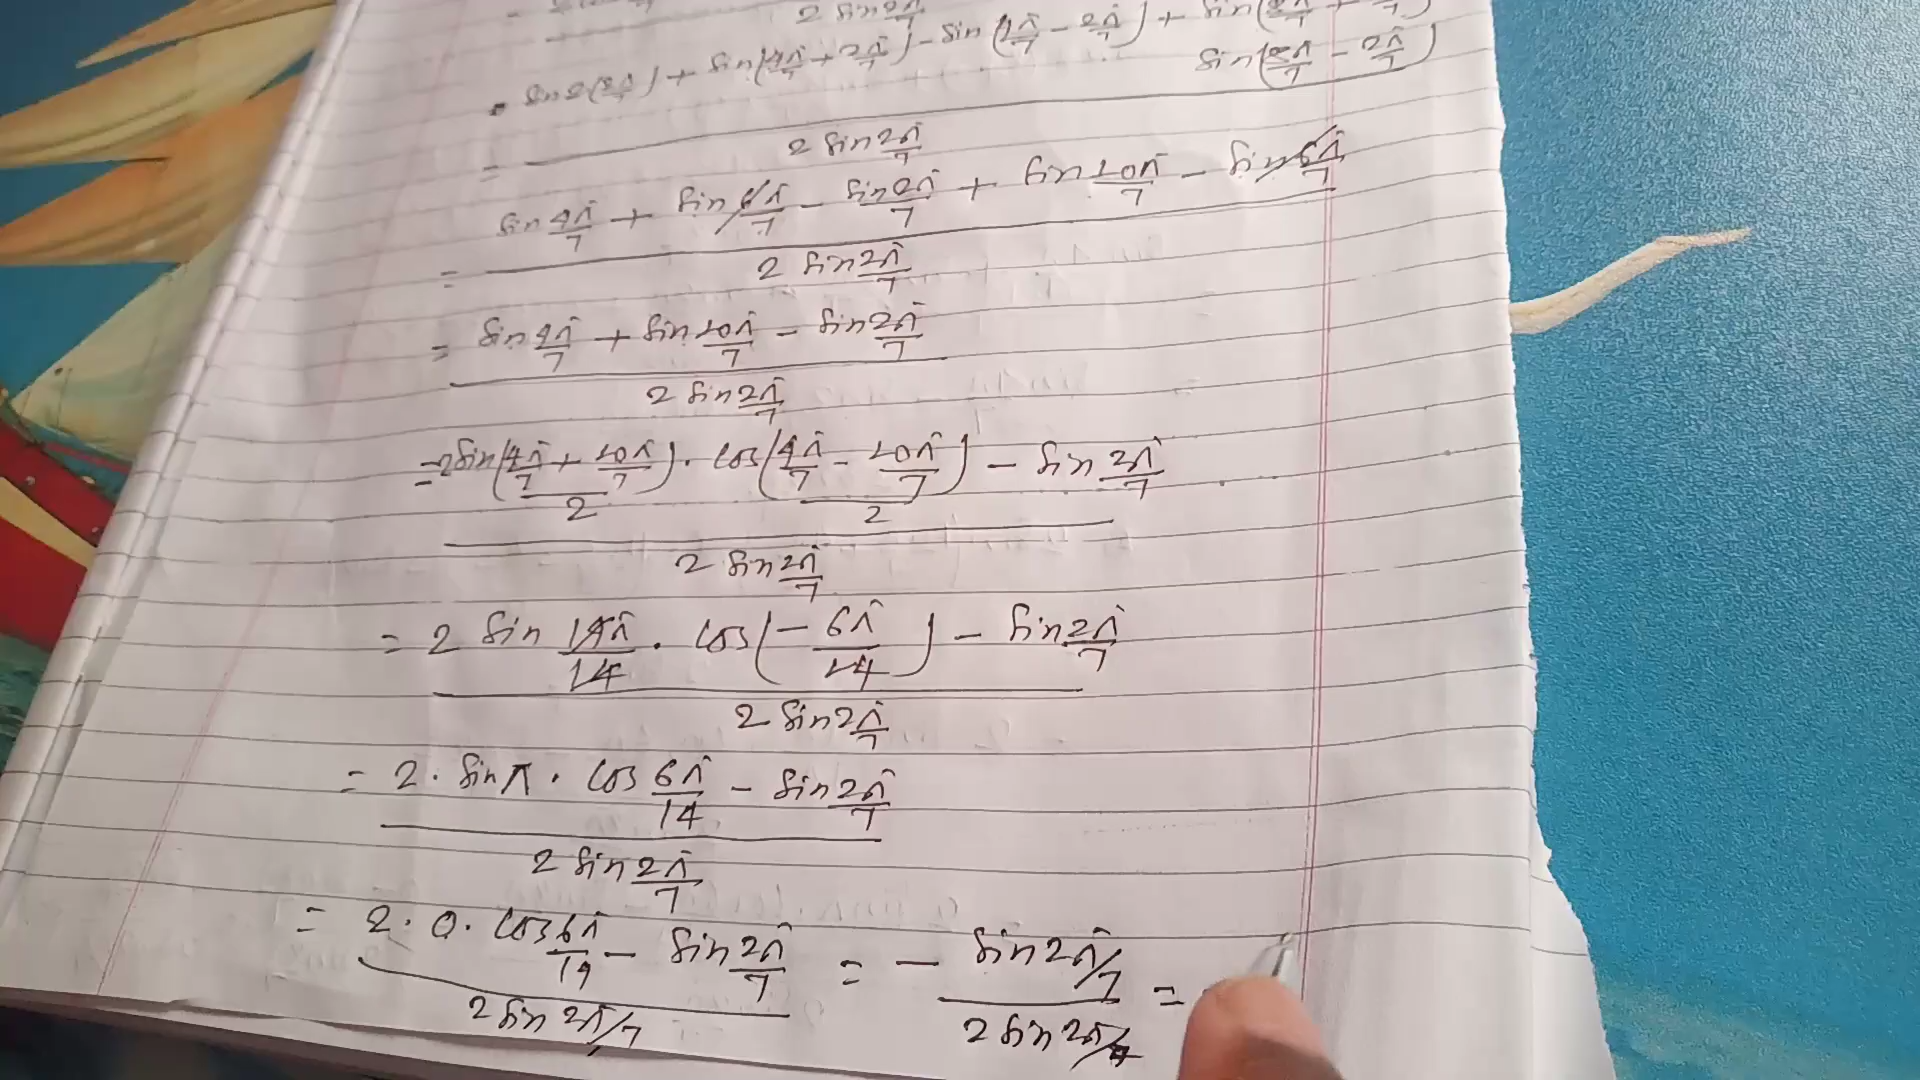 2 sin 2π/7
= sin 2(2π/7) + sin(4π/7 + 2π/7) - sin(4π/7 - 2π/7) +
sin(8π/7 - 2π/7)
2 sin 2π/7
= sin 4π/7 + sin 6π/7 - sin 2π/7 + sin 10π/7 - sin 6π/7
2 sin 2π/7
= sin 4π/7 + sin 10π/7 - sin 2π/7
2 sin 2π/7
= 2 sin (4π/7 + 10π/7)/2 . cos (4π/7 - 10π/7)/2 - sin 2π/7
2 sin 2π/7
= 2 sin 14π/14 . cos(-6π/14) - sin 2π/7
2 sin 2π/7
= 2 . sin π . cos 6π/14 - sin 2π/7
2 sin 2π/7
= 2 . 0 . cos 6π/14 - sin 2π/7 = - sin 2π/7 =
2 sin 2π/7 2 sin 2π/7